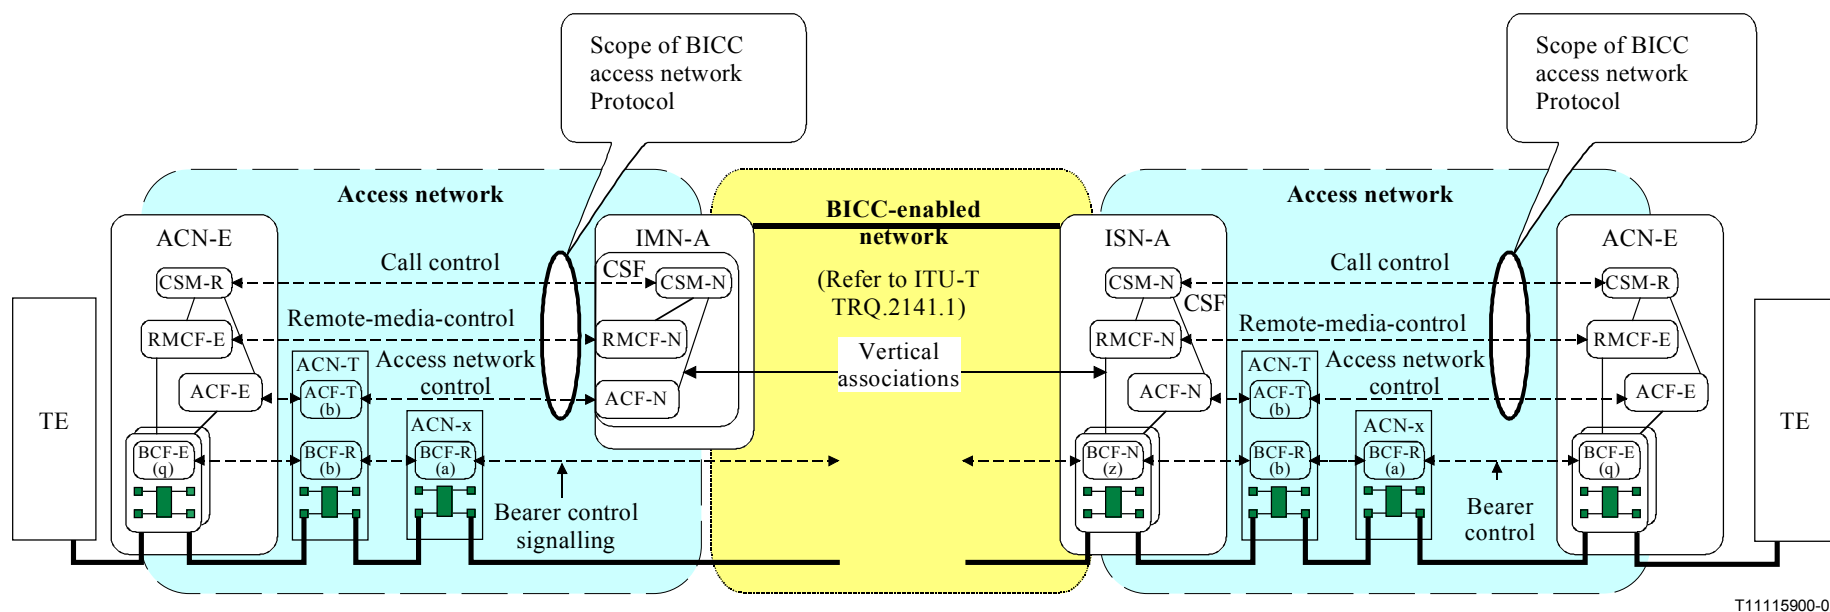 Scope of BICC
access network
Protocol
Scope of BICC
access network
Protocol
Access network
BICC-enabled
network
(Refer to ITU-T
TRQ.2141.1)
Vertical
associations
Access network
TE
ACN-E
CSM-R
RMCF-E
ACF-E
BCF-E
(q)
Call control
Remote-media-control
Access network
control
ACN-T
ACF-T
(b)
BCF-R
(b)
ACN-x
BCF-R
(a)
Bearer control
signalling
IMN-A
CSF
CSM-N
RMCF-N
ACF-N
ISN-A
CSM-N
CSF
RMCF-N
ACF-N
BCF-N
(z)
Call control
Remote-media-control
Access network
control
ACN-T
ACF-T
(b)
BCF-R
(b)
ACN-x
BCF-R
(a)
Bearer
control
ACN-E
CSM-R
RMCF-E
ACF-E
BCF-E
(q)
TE
T11115900-0